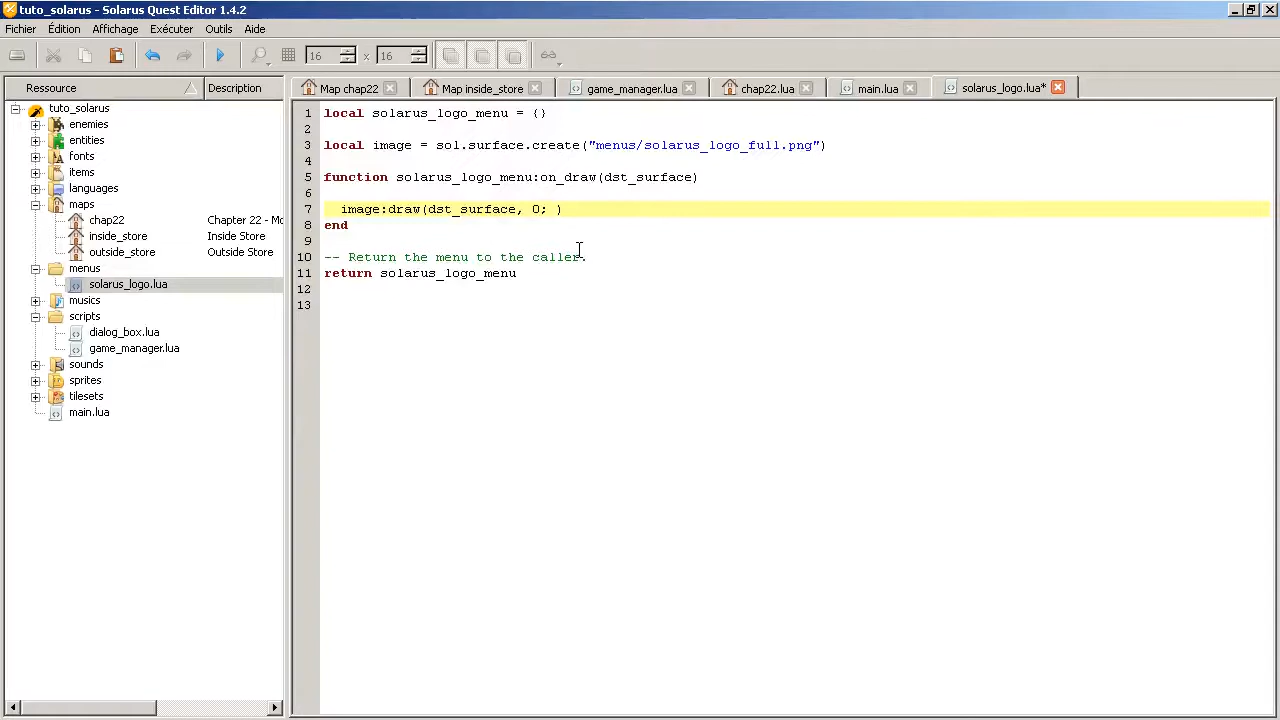 tuto_solarus - Solarus Quest Editor 1.4.2
Fichier Édition Affichage Exécuter Outils Aide
16 x 16
Ressource Description
Map chap22 Map inside_store game_manager.lua chap22.lua main.lua solarus_logo.lua*
tuto_solarus
enemies
entities
fonts
items
languages
maps
chap22 Chapter 22 - Mo
inside_store Inside Store
outside_store Outside Store
menus
solarus_logo.lua
musics
scripts
dialog_box.lua
game_manager.lua
sounds
sprites
tilesets
main.lua
1 local solarus_logo_menu = {}
2
3 local image = sol.surface.create("menus/solarus_logo_full.png")
4
5 function solarus_logo_menu:on_draw(dst_surface)
6
7 image:draw(dst_surface, 0; )
8 end
9
10 -- Return the menu to the caller.
11 return solarus_logo_menu
12
13